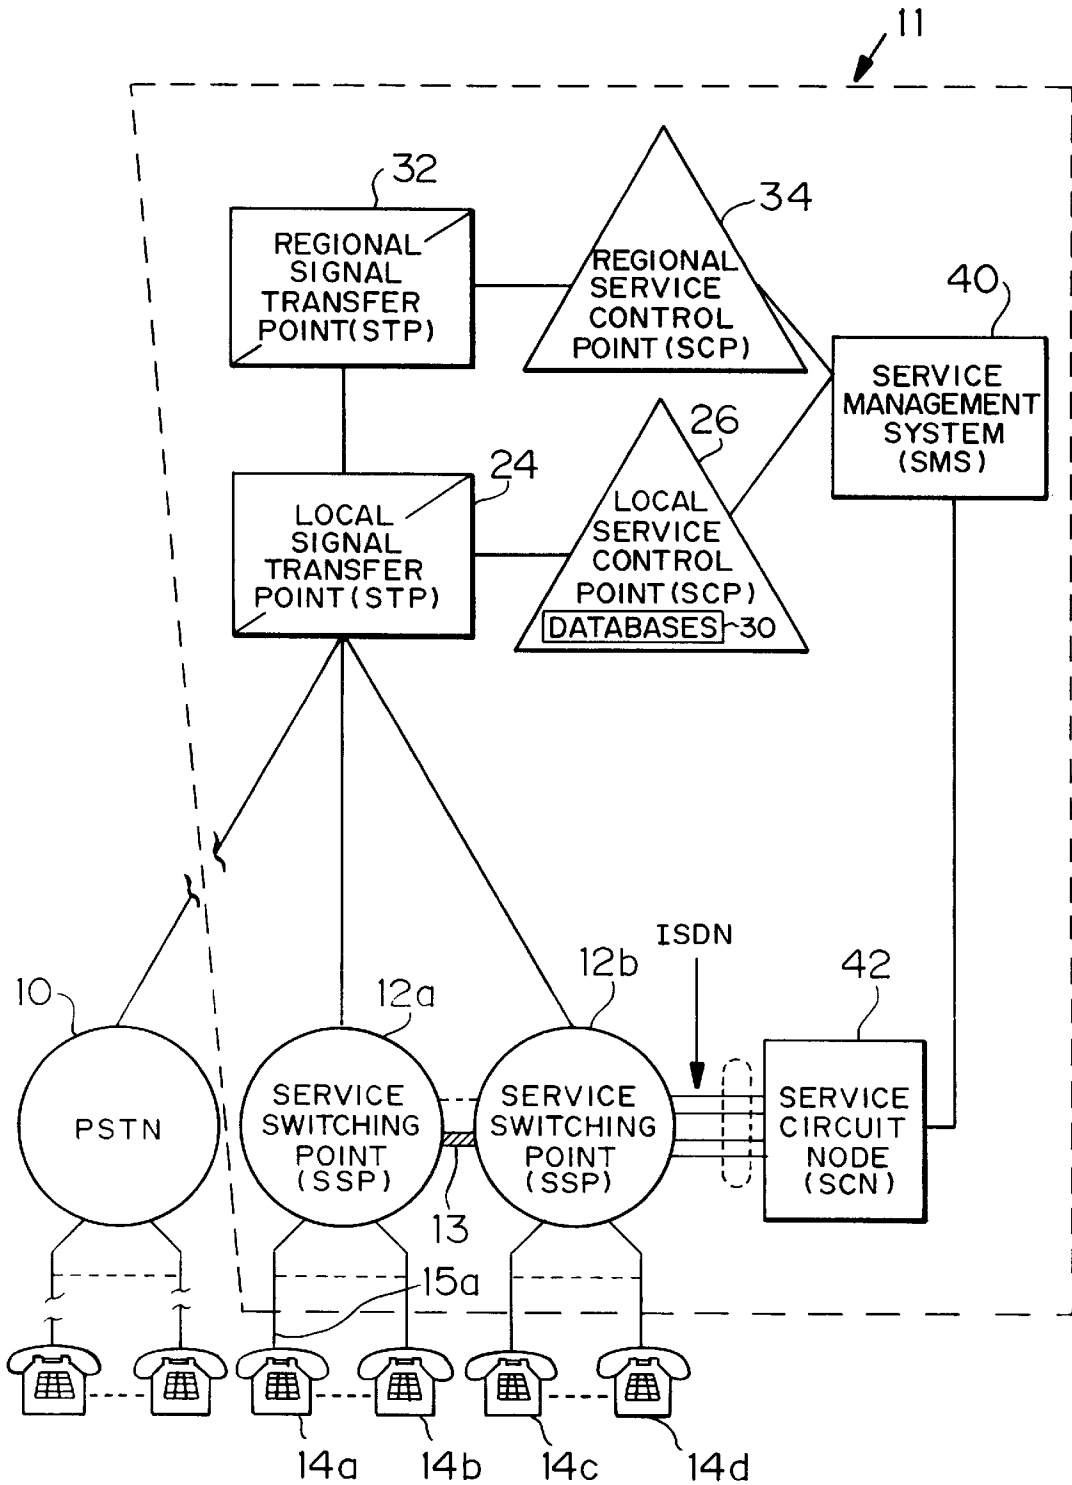 11
32
REGIONAL
SIGNAL
TRANSFER
POINT(STP)
34
REGIONAL
SERVICE
CONTROL
POINT(SCP)
40
SERVICE
MANAGEMENT
SYSTEM
(SMS)
24
LOCAL
SIGNAL
TRANSFER
POINT(STP)
26
LOCAL
SERVICE
CONTROL
POINT(SCP)
DATABASES
30
ISDN
10
PSTN
12a
SERVICE
SWITCHING
POINT
(SSP)
12b
SERVICE
SWITCHING
POINT
(SSP)
42
SERVICE
CIRCUIT
NODE
(SCN)
13
15a
14a
14b
14c
14d